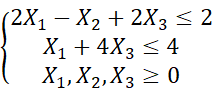 2X₁ − X₂ + 2X₃ ≤ 2
X₁ + 4X₃ ≤ 4
X₁, X₂, X₃ ≥ 0